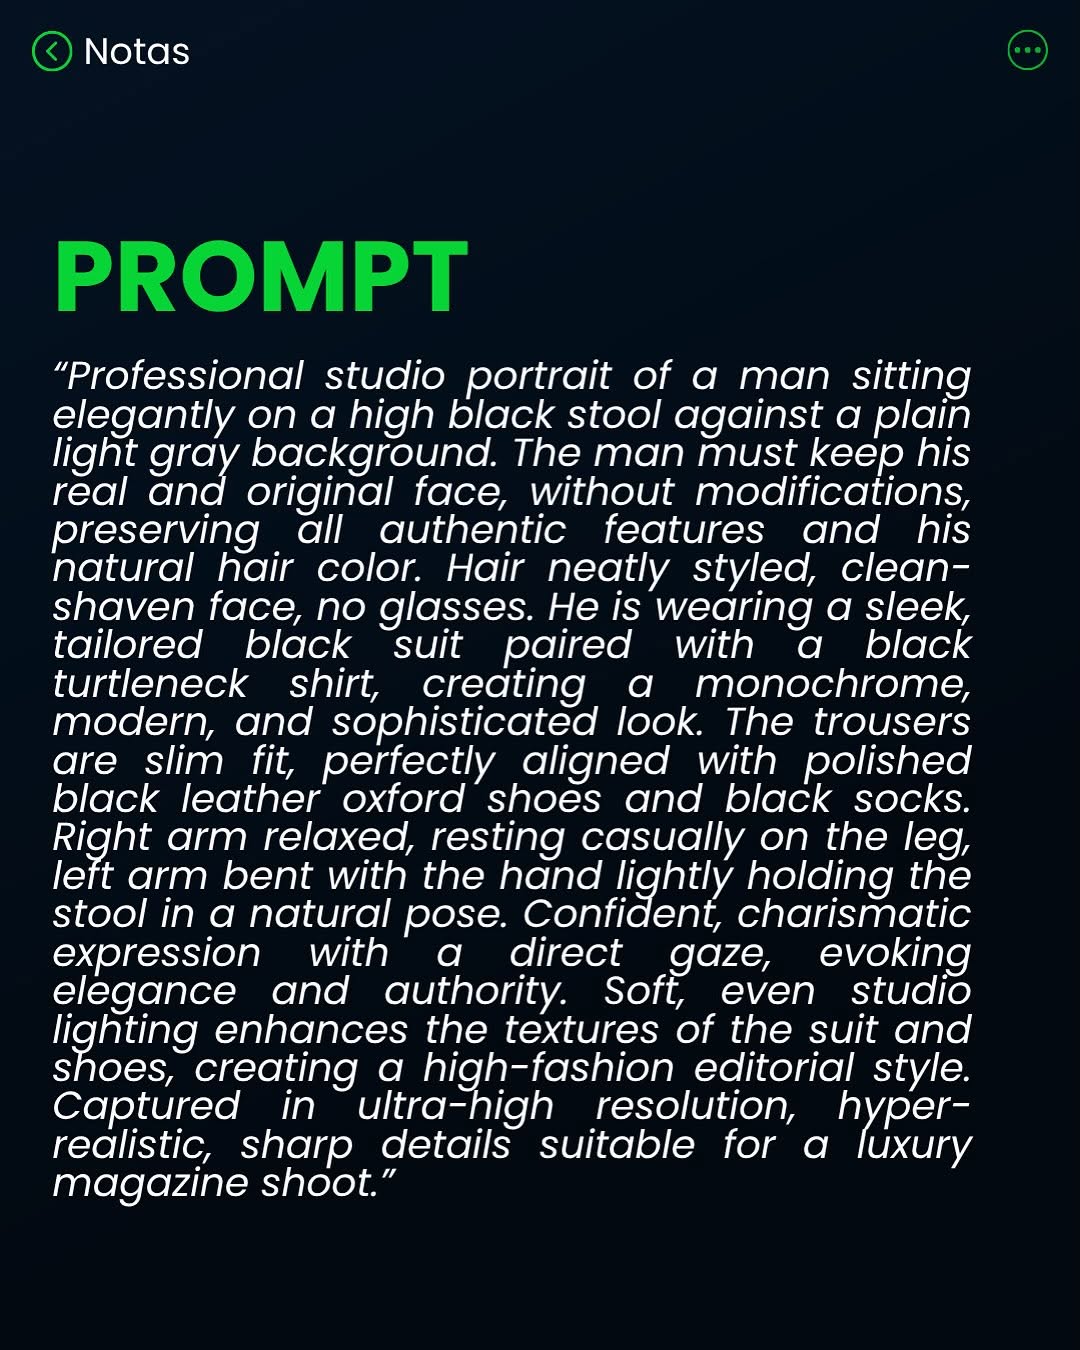 Notas
PROMPT
“Professional studio portrait of a man sitting
elegantly on a high black stool against a plain
light gray background. The man must keep his
real and original face, without modifications,
preserving all authentic features and his
natural hair color. Hair neatly styled, clean-
shaven face, no glasses. He is wearing a sleek,
tailored black suit paired with a black
turtleneck shirt, creating a monochrome,
modern, and sophisticated look. The trousers
are slim fit, perfectly aligned with polished
black leather oxford shoes and black socks.
Right arm relaxed, resting casually on the leg,
left arm bent with the hand lightly holding the
stool in a natural pose. Confident, charismatic
expression with a direct gaze, evoking
elegance and authority. Soft, even studio
lighting enhances the textures of the suit and
shoes, creating a high-fashion editorial style.
Captured in ultra-high resolution, hyper-
realistic, sharp details suitable for a luxury
magazine shoot.”